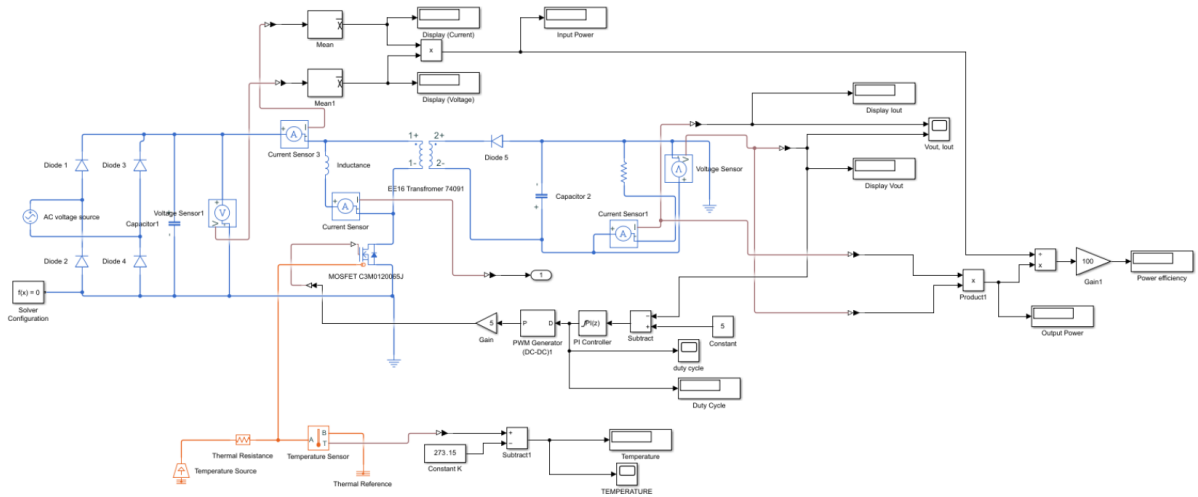 Mean
Display (Current)
x
Input Power
Mean1
Display (Voltage)
Display Iout
Vout, Iout
Display Vout
Diode 1
Diode 3
+
A
I
Current Sensor 3
Inductance
1+
2+
1-
2-
EE16 Transfromer 74091
Diode 5
Capacitor 2
+
Voltage Sensor
V
AC voltage source
Capacitor1
Voltage Sensor1
V
+
A
I
Current Sensor
Current Sensor1
+
A
I
Diode 2
Diode 4
MOSFET C3M0120065J
1
f(x) = 0
Solver
Configuration
x
Product1
÷
x
100
Gain1
Power efficiency
Output Power
5
Gain
P
D
PWM Generator
(DC-DC)1
PI(z)
PI Controller
−
+
Subtract
5
Constant
duty cycle
Duty Cycle
Thermal Resistance
Temperature Source
A
B
T
Temperature Sensor
Thermal Reference
273.15
Constant K
+
−
Subtract1
Temperature
TEMPERATURE